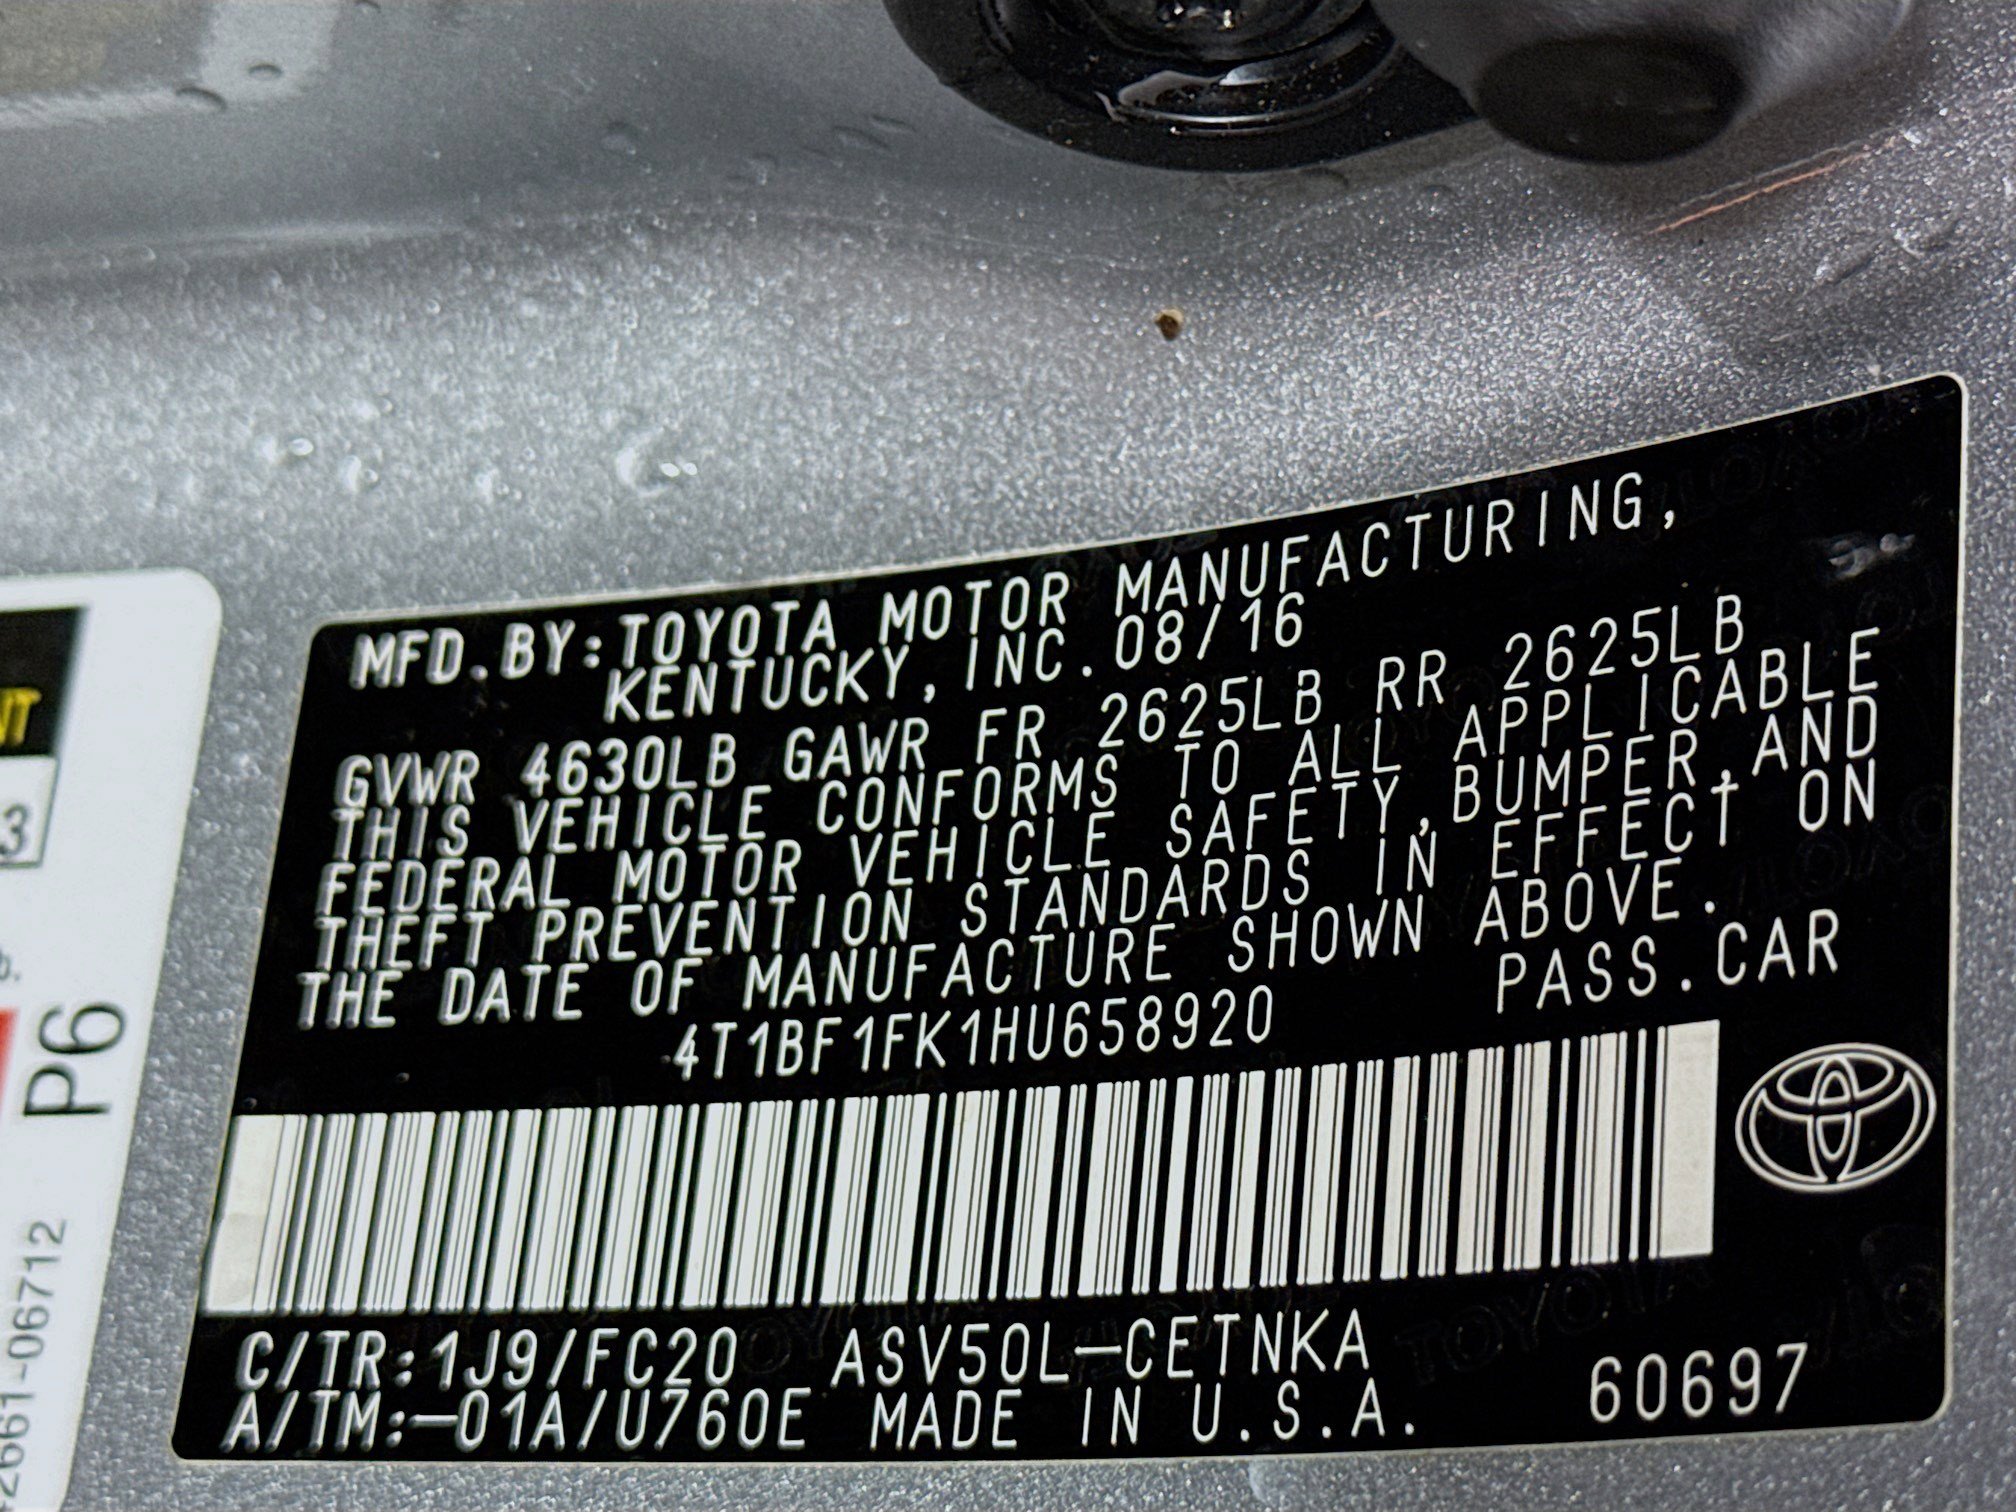 MFD.BY:TOYOTA MOTOR MANUFACTURING,
KENTUCKY, INC.08/16
GVWR 4630LB GAWR FR 2625LB RR 2625LB
THIS VEHICLE CONFORMS TO ALL APPLICABLE
FEDERAL MOTOR VEHICLE SAFETY,BUMPER,AND
THEFT PREVENTION STANDARDS IN EFFECT ON
THE DATE OF MANUFACTURE SHOWN ABOVE.
4T1BF1FK1HU658920 PASS.CAR
C/TR:1J9/FC20 ASV50L-CETNKA
A/TM:-01A/U760E MADE IN U.S.A. 60697
NT
3
P6
2661-06712